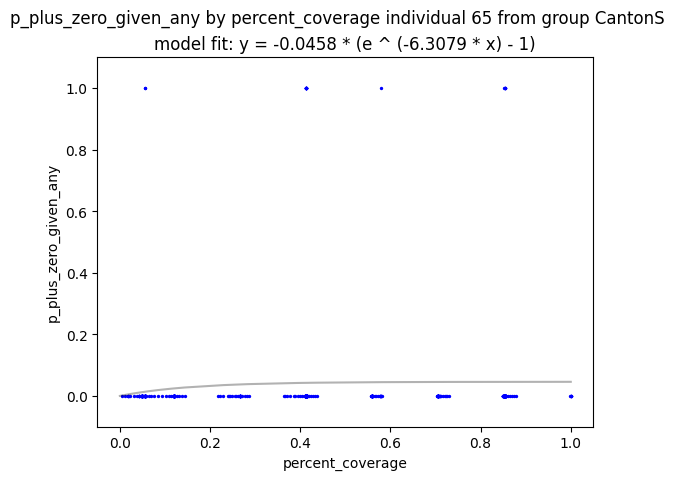 p_plus_zero_given_any by percent_coverage individual 65 from group CantonS
model fit: y = -0.0458 * (e ^ (-6.3079 * x) - 1)
1.0
0.8
0.6
0.4
0.2
0.0
p_plus_zero_given_any
0.0 0.2 0.4 0.6 0.8 1.0
percent_coverage